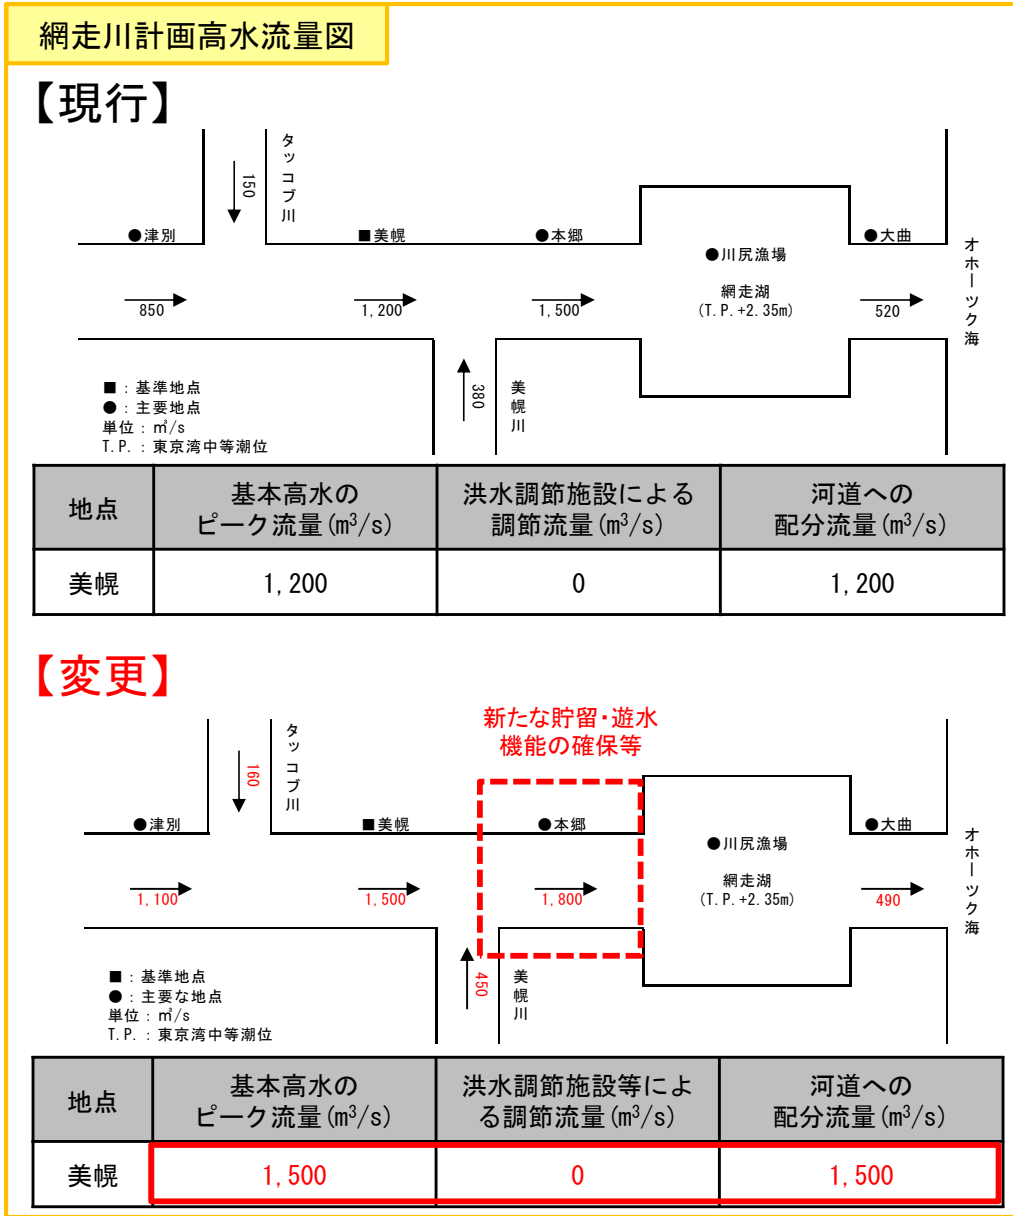 網走川計画高水流量図
【現行】
タッコブ川
150
●津別
■美幌
●本郷
●大曲
●川尻漁場
網走湖
(T.P.+2.35m)
オホーツク海
850
1,200
1,500
520
380
美幌川
■：基準地点
●：主要地点
単位：㎥/s
T.P.：東京湾中等潮位
地点
基本高水の
ピーク流量(m³/s)
洪水調節施設による
調節流量(m³/s)
河道への
配分流量(m³/s)
美幌
1,200
0
1,200
【変更】
新たな貯留・遊水
機能の確保等
タッコブ川
160
●津別
■美幌
●本郷
●大曲
●川尻漁場
網走湖
(T.P.+2.35m)
オホーツク海
1,100
1,500
1,800
490
450
美幌川
■：基準地点
●：主要な地点
単位：㎥/s
T.P.：東京湾中等潮位
地点
基本高水の
ピーク流量(m³/s)
洪水調節施設等によ
る調節流量(m³/s)
河道への
配分流量(m³/s)
美幌
1,500
0
1,500